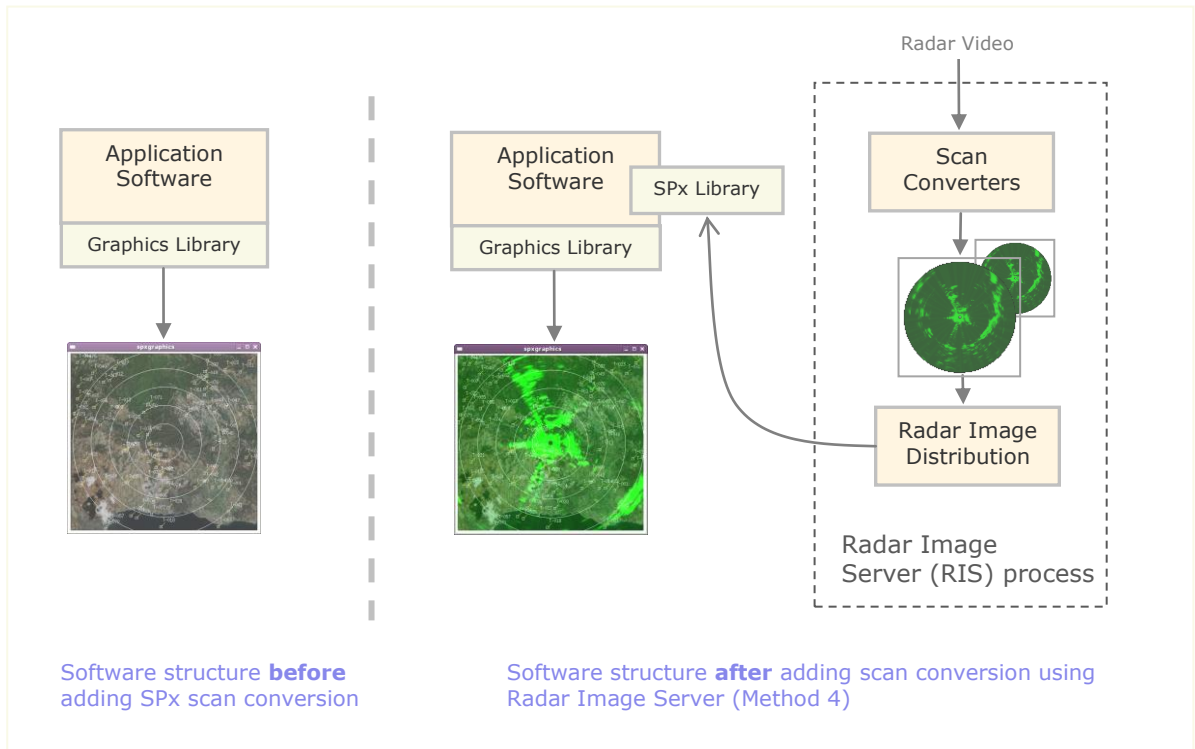 Radar Video
Application
Software
Graphics Library
spxgraphics
Application
Software
SPx Library
Graphics Library
spxgraphics
Scan
Converters
Radar Image
Distribution
Radar Image
Server (RIS) process
Software structure before
adding SPx scan conversion
Software structure after adding scan conversion using
Radar Image Server (Method 4)